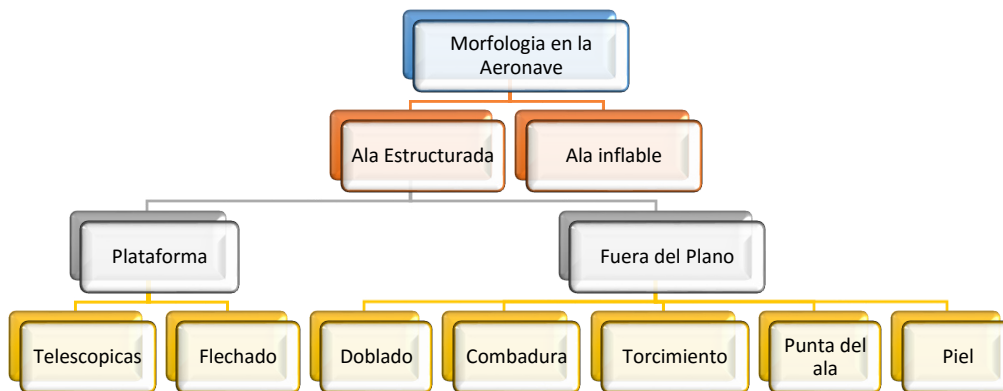 Morfologia en la
Aeronave
Ala Estructurada
Ala inflable
Plataforma
Fuera del Plano
Telescopicas
Flechado
Doblado
Combadura
Torcimiento
Punta del
ala
Piel